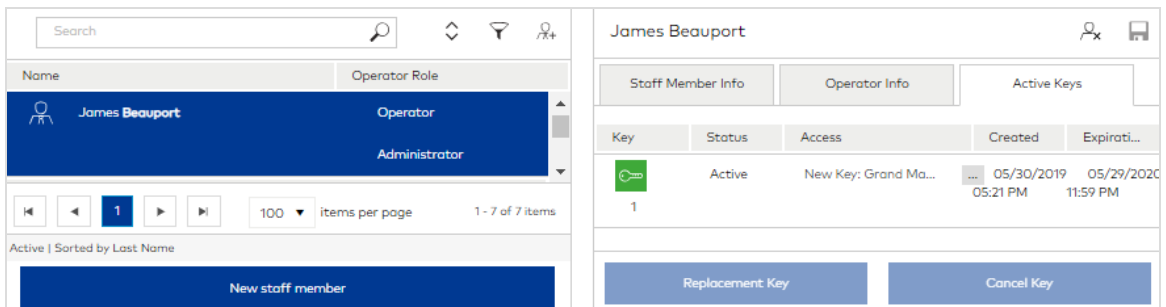 Search
Name Operator Role
James Beauport Operator
Administrator
1 100 items per page 1 - 7 of 7 items
Active | Sorted by Last Name
New staff member
James Beauport
Staff Member Info Operator Info Active Keys
Key Status Access Created Expirati...
Active New Key: Grand Ma... ... 05/30/2019 05/29/2020
05:21 PM 11:59 PM
1
Replacement Key Cancel Key